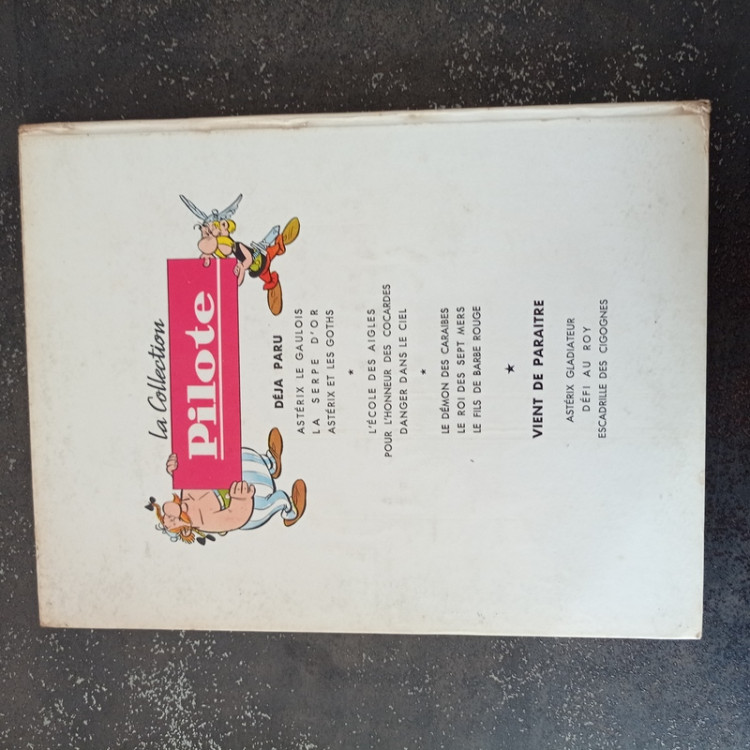 La Collection
Pilote
DÉJA PARU
ASTÉRIX LE GAULOIS
LA SERPE D'OR
ASTÉRIX ET LES GOTHS
*
L'ÉCOLE DES AIGLES
POUR L'HONNEUR DES COCARDES
DANGER DANS LE CIEL
*
LE DÉMON DES CARAIBES
LE ROI DES SEPT MERS
LE FILS DE BARBE ROUGE
*
VIENT DE PARAITRE
ASTÉRIX GLADIATEUR
DÉFI AU ROY
ESCADRILLE DES CIGOGNES